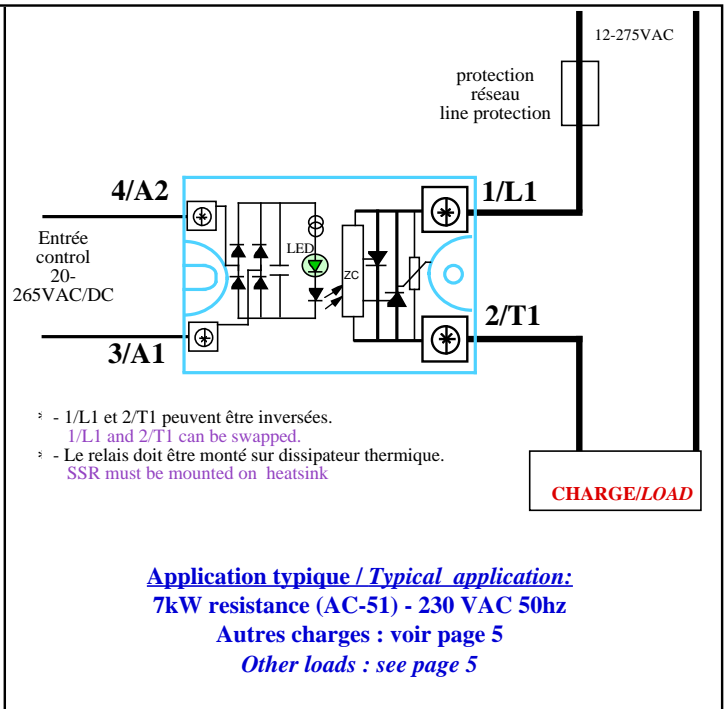 12-275VAC
protection
réseau
line protection
4/A2
1/L1
Entrée
control
20-
265VAC/DC
LED
ZC
3/A1
2/T1
- 1/L1 et 2/T1 peuvent être inversées.
1/L1 and 2/T1 can be swapped.
- Le relais doit être monté sur dissipateur thermique.
SSR must be mounted on heatsink
CHARGE/LOAD
Application typique / Typical application:
7kW resistance (AC-51) - 230 VAC 50hz
Autres charges : voir page 5
Other loads : see page 5